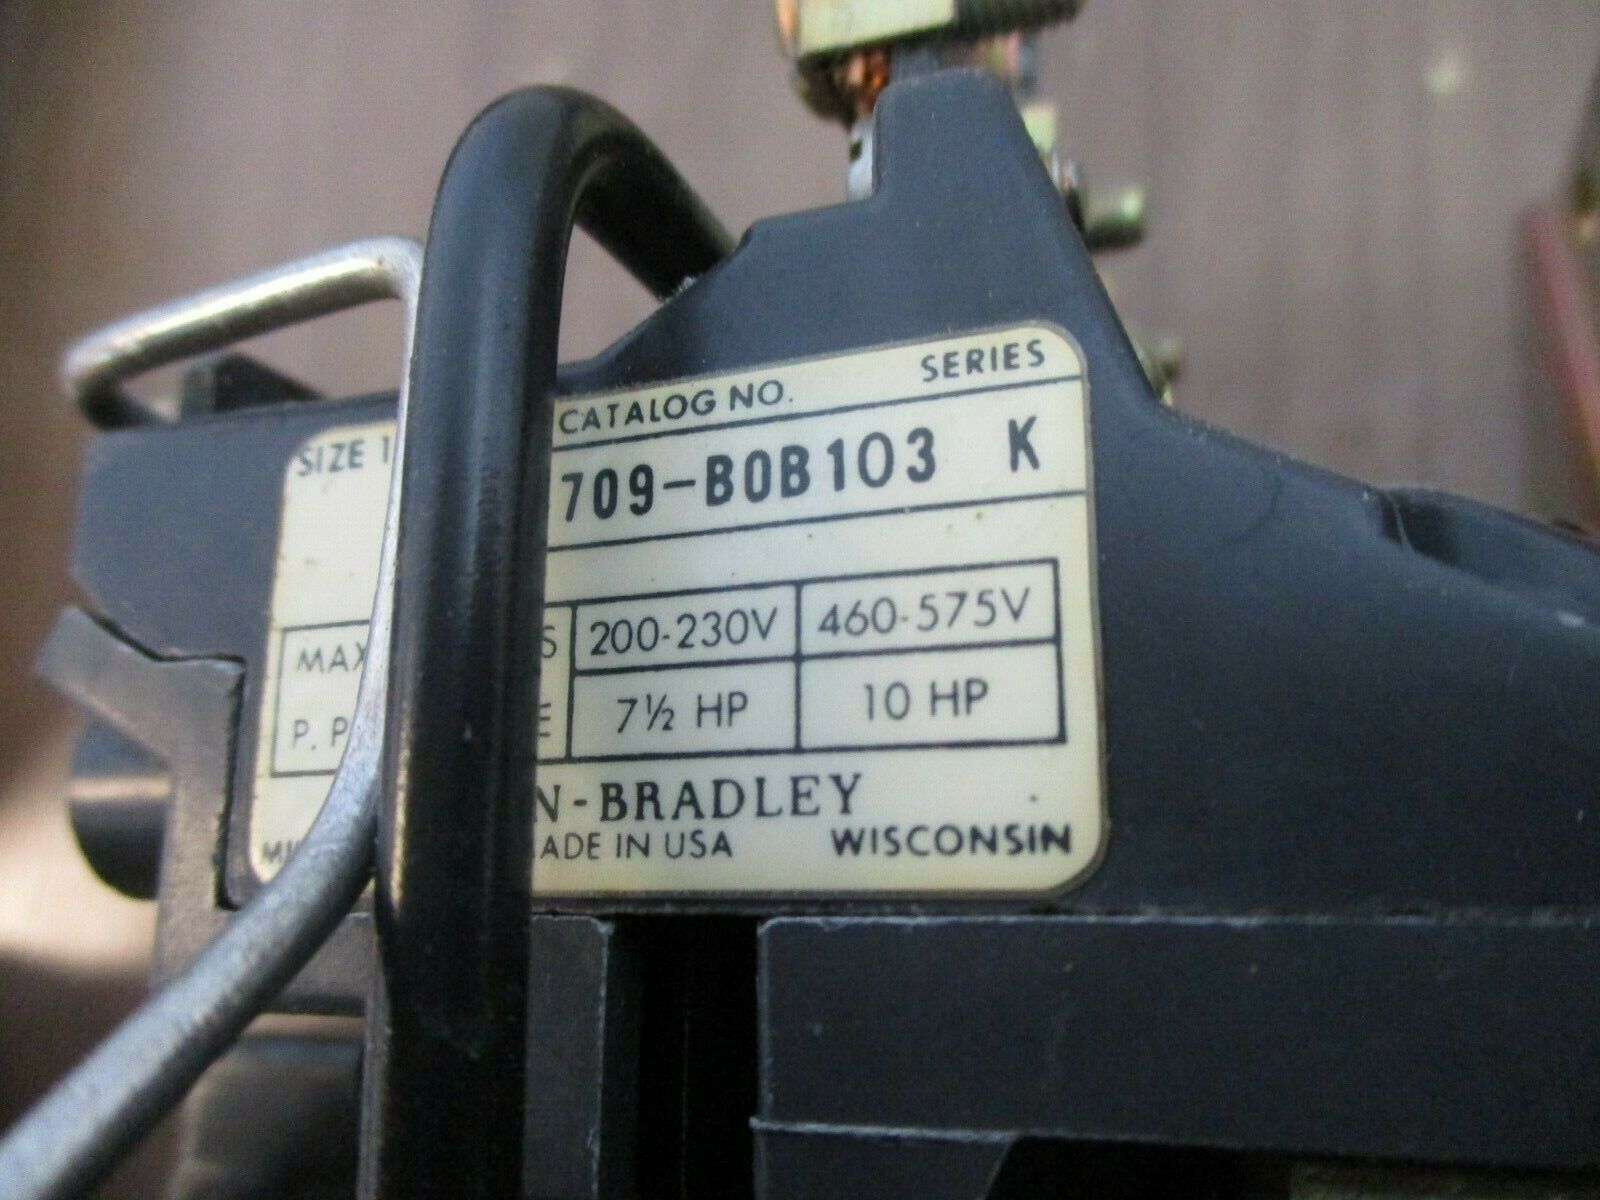 CATALOG NO. SERIES
SIZE 1 709-B0B103 K
MAX S 200-230V 460-575V
P. P E 7½ HP 10 HP
N-BRADLEY
ADE IN USA WISCONSIN